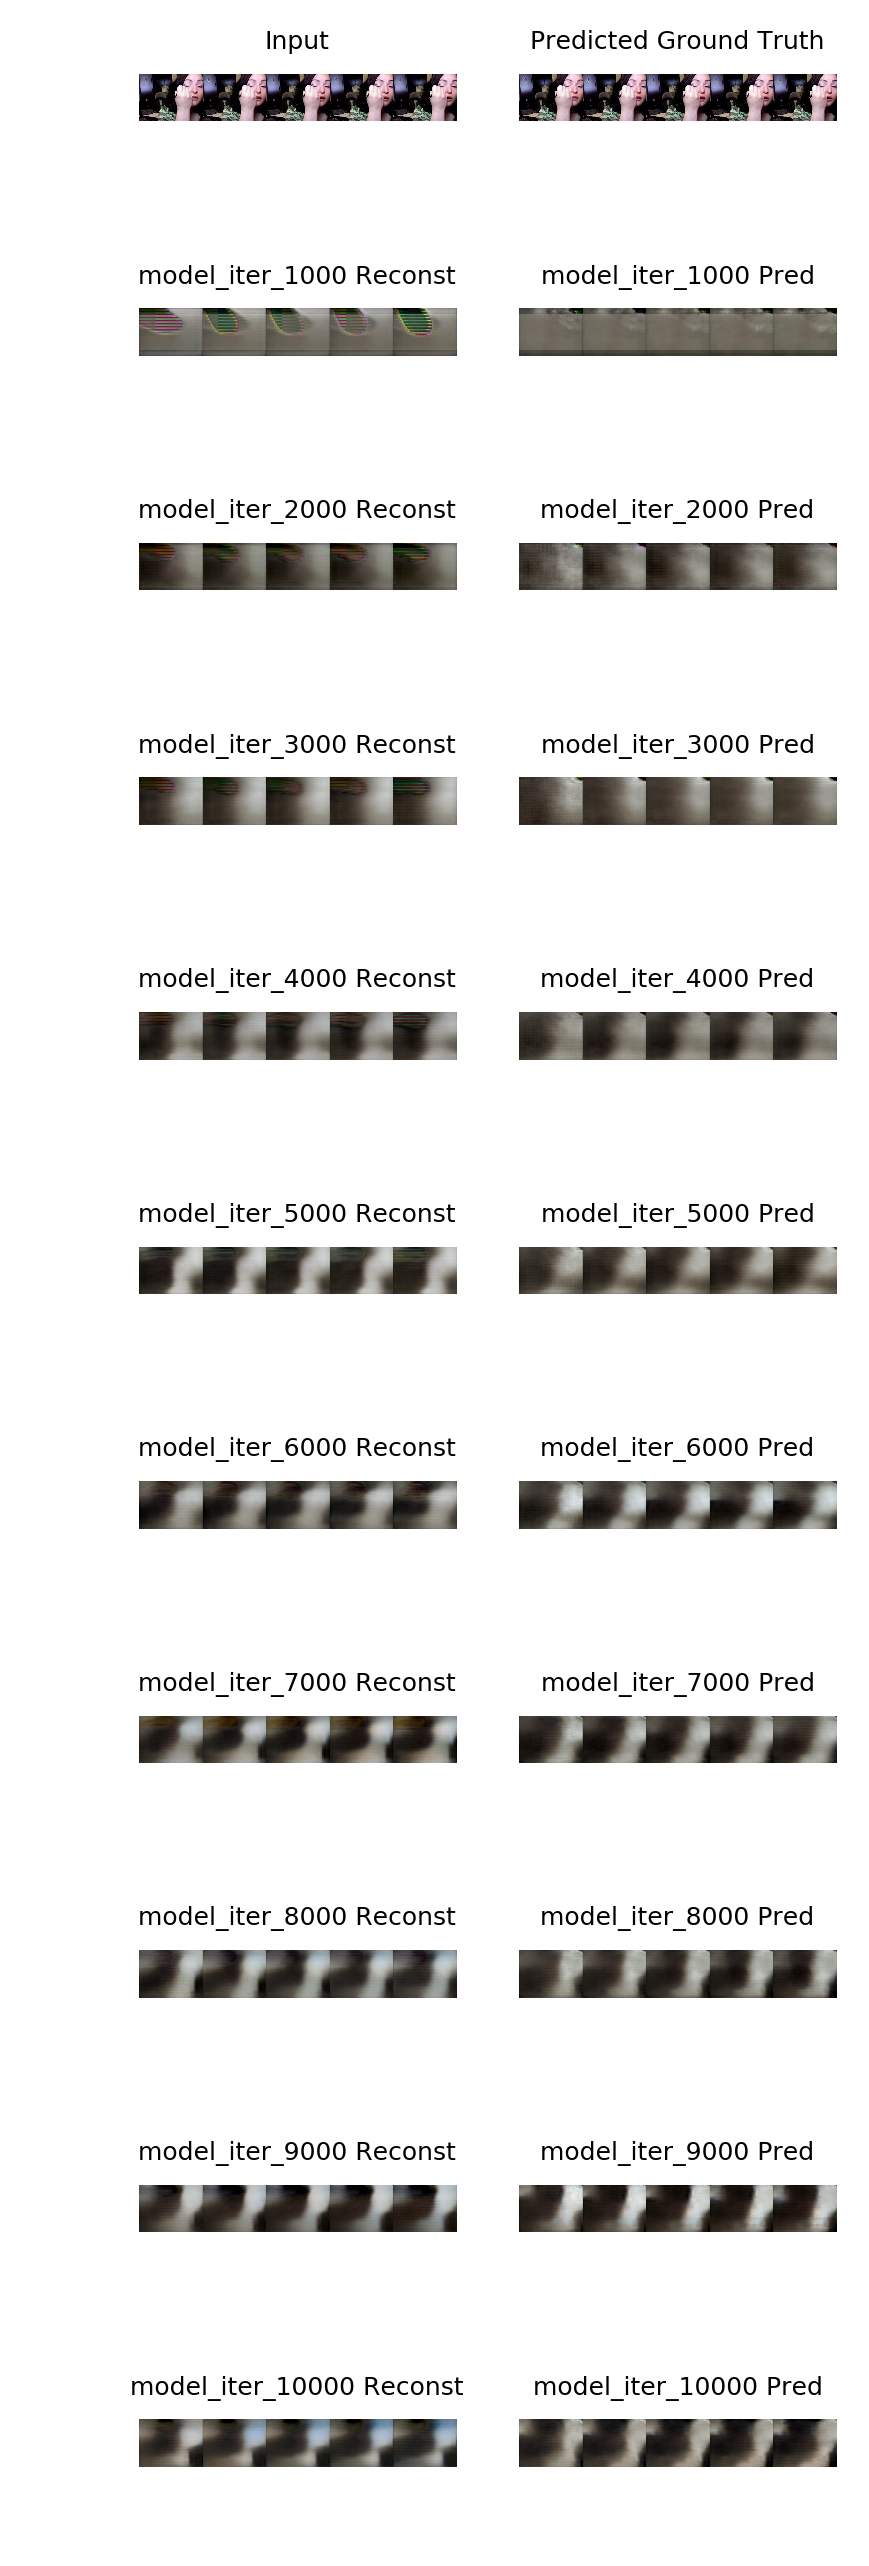 Input Predicted Ground Truth
model_iter_1000 Reconst model_iter_1000 Pred
model_iter_2000 Reconst model_iter_2000 Pred
model_iter_3000 Reconst model_iter_3000 Pred
model_iter_4000 Reconst model_iter_4000 Pred
model_iter_5000 Reconst model_iter_5000 Pred
model_iter_6000 Reconst model_iter_6000 Pred
model_iter_7000 Reconst model_iter_7000 Pred
model_iter_8000 Reconst model_iter_8000 Pred
model_iter_9000 Reconst model_iter_9000 Pred
model_iter_10000 Reconst model_iter_10000 Pred